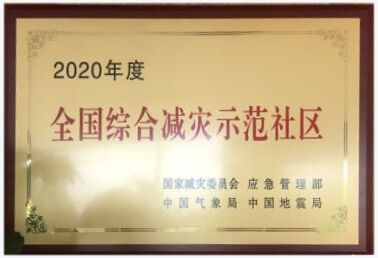 2020年度
全国综合减灾示范社区
国家减灾委员会 应急管理部
中国气象局 中国地震局